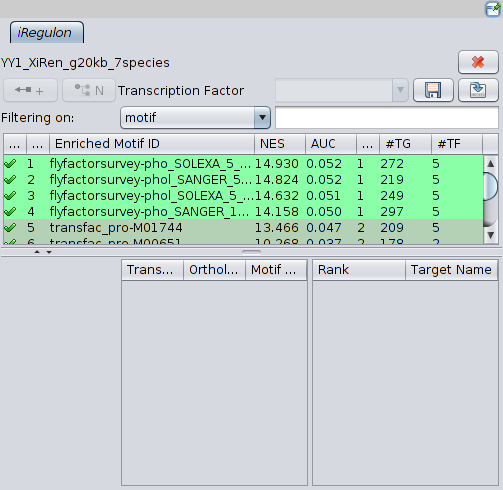 iRegulon
YY1_XiRen_g20kb_7species
+ N Transcription Factor
Filtering on: motif
... ... Enriched Motif ID NES AUC ... #TG #TF
1 flyfactorsurvey-pho_SOLEXA_5_... 14.930 0.052 1 272 5
2 flyfactorsurvey-phol_SANGER_5... 14.824 0.052 1 219 5
3 flyfactorsurvey-phol_SOLEXA_5_... 14.632 0.051 1 249 5
4 flyfactorsurvey-pho_SANGER_1... 14.158 0.050 1 297 5
5 transfac_pro-M01744 13.466 0.047 2 209 5
6 transfac_pro-M00651 10.268 0.037 2 178 2
Trans... Orthol... Motif ... Rank Target Name